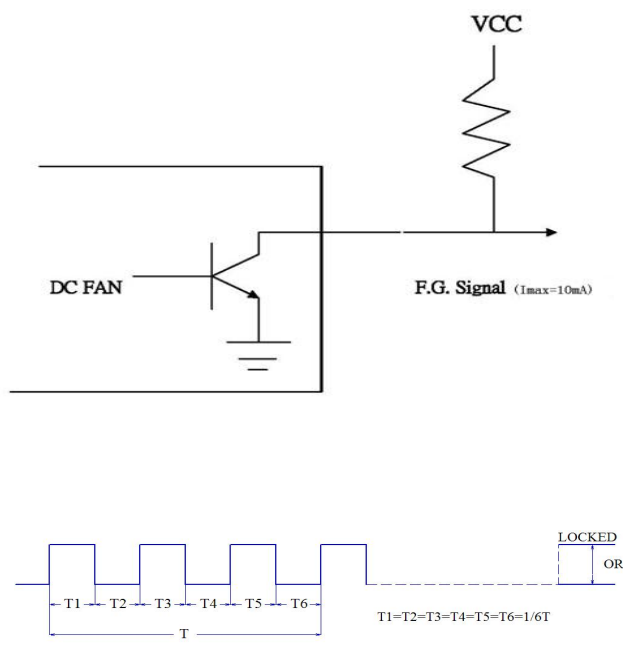 VCC
DC FAN
F.G. Signal (Imax=10mA)
LOCKED
OR
T1 T2 T3 T4 T5 T6
T1=T2=T3=T4=T5=T6=1/6T
T